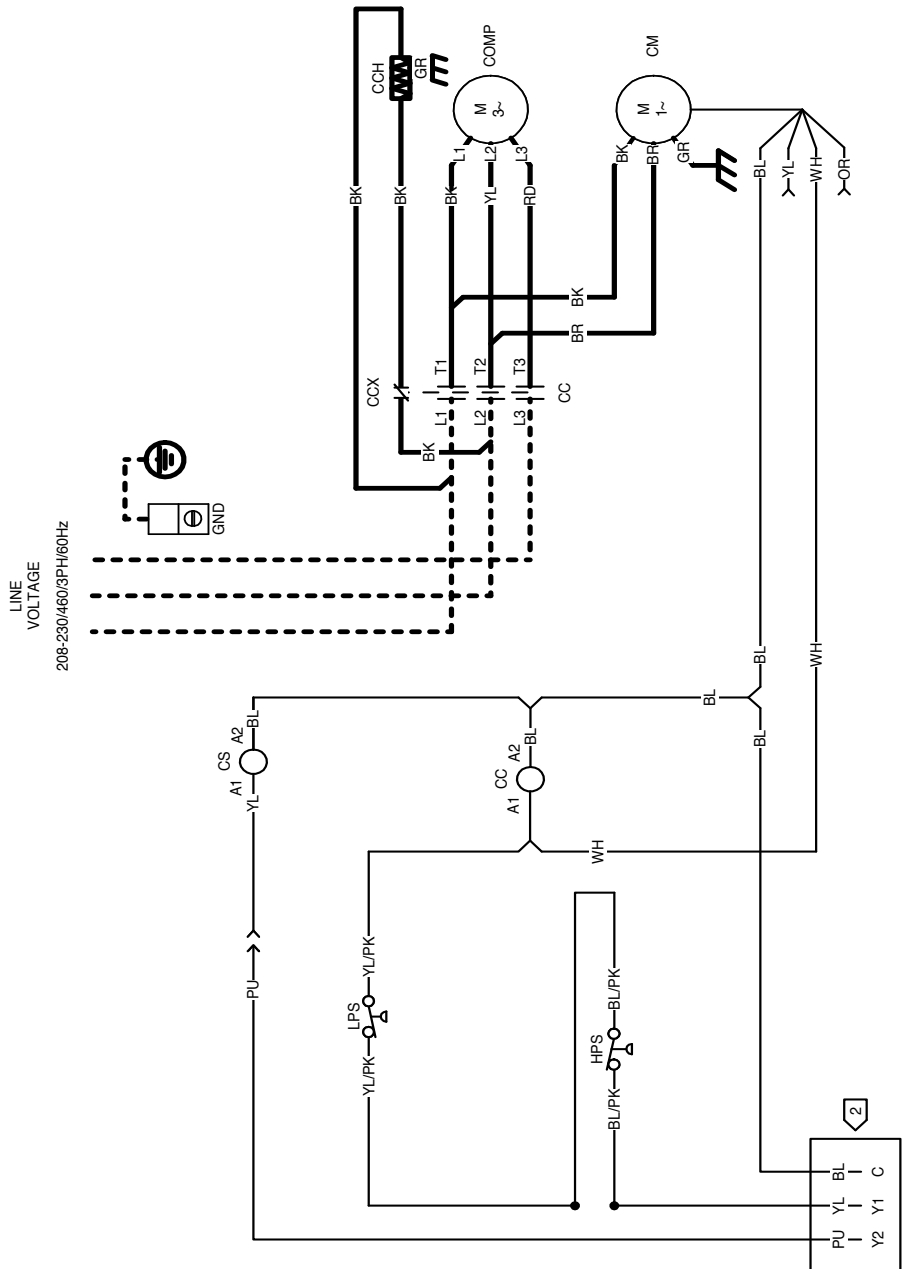 LINE
VOLTAGE
208-230/460/3PH/60Hz
GND
BK
BK
CCH
GR
CCX
BK
L1
T1
BK
L1
L2
T2
YL
L2
L3
T3
RD
L3
CC
M
3~
COMP
BK
BR
BK
BR
GR
M
1~
CM
BL
YL
WH
OR
PU
YL
A1
CS
A2
BL
YL/PK
LPS
YL/PK
A1
CC
A2
BL
BL/PK
HPS
BL/PK
WH
BL
BL
BL
WH
PU
Y2
YL
Y1
BL
C
2